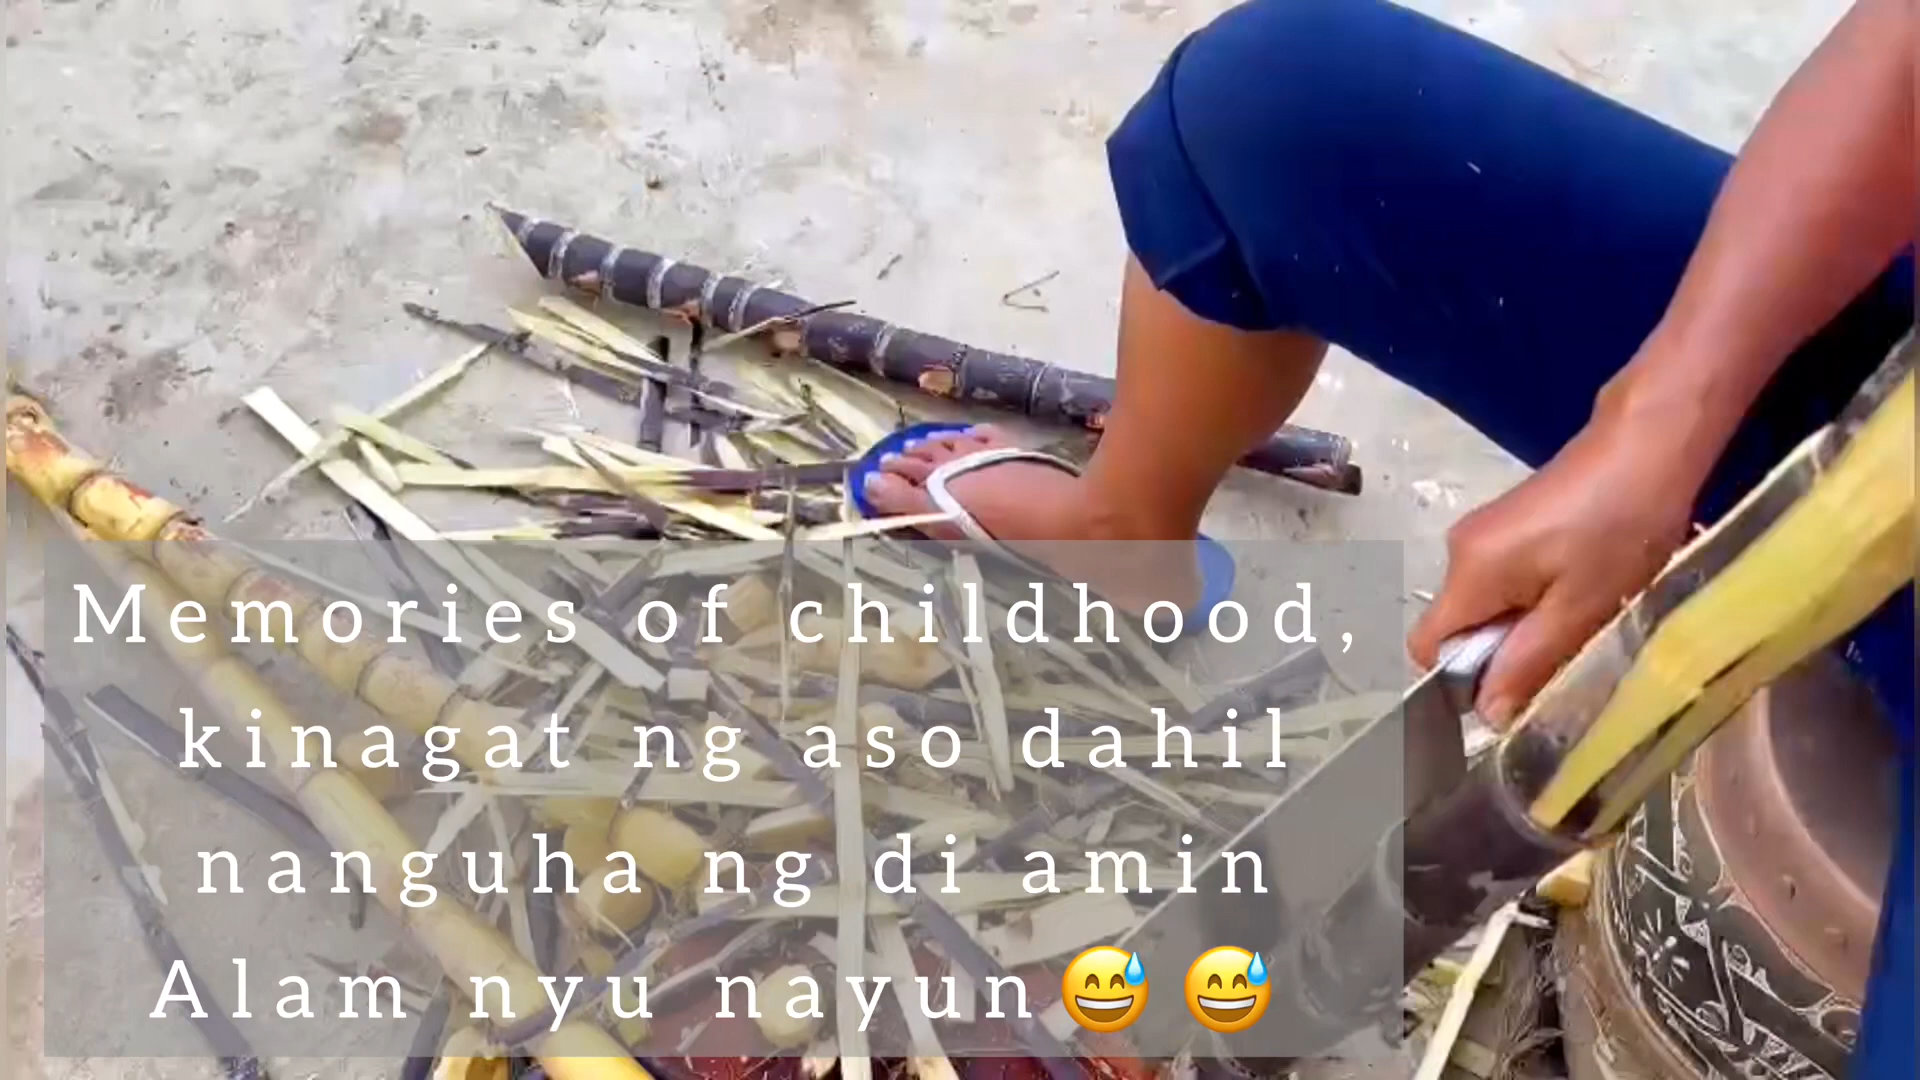 Memories of childhood,
kinagat ng aso dahil
nanguha ng di amin
Alam nyu nayun😅 😅